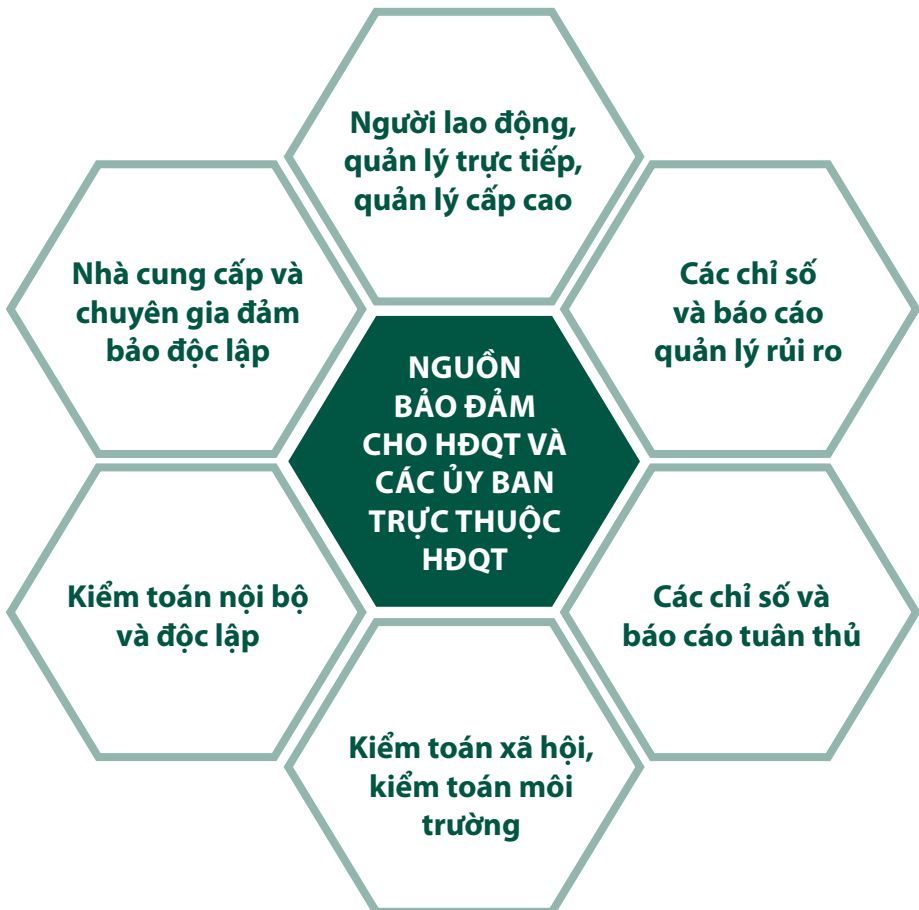 Người lao động,
quản lý trực tiếp,
quản lý cấp cao
Nhà cung cấp và
chuyên gia đảm
bảo độc lập
Các chỉ số
và báo cáo
quản lý rủi ro
NGUỒN
BẢO ĐẢM
CHO HĐQT VÀ
CÁC ỦY BAN
TRỰC THUỘC
HĐQT
Kiểm toán nội bộ
và độc lập
Các chỉ số và
báo cáo tuân thủ
Kiểm toán xã hội,
kiểm toán môi
trường